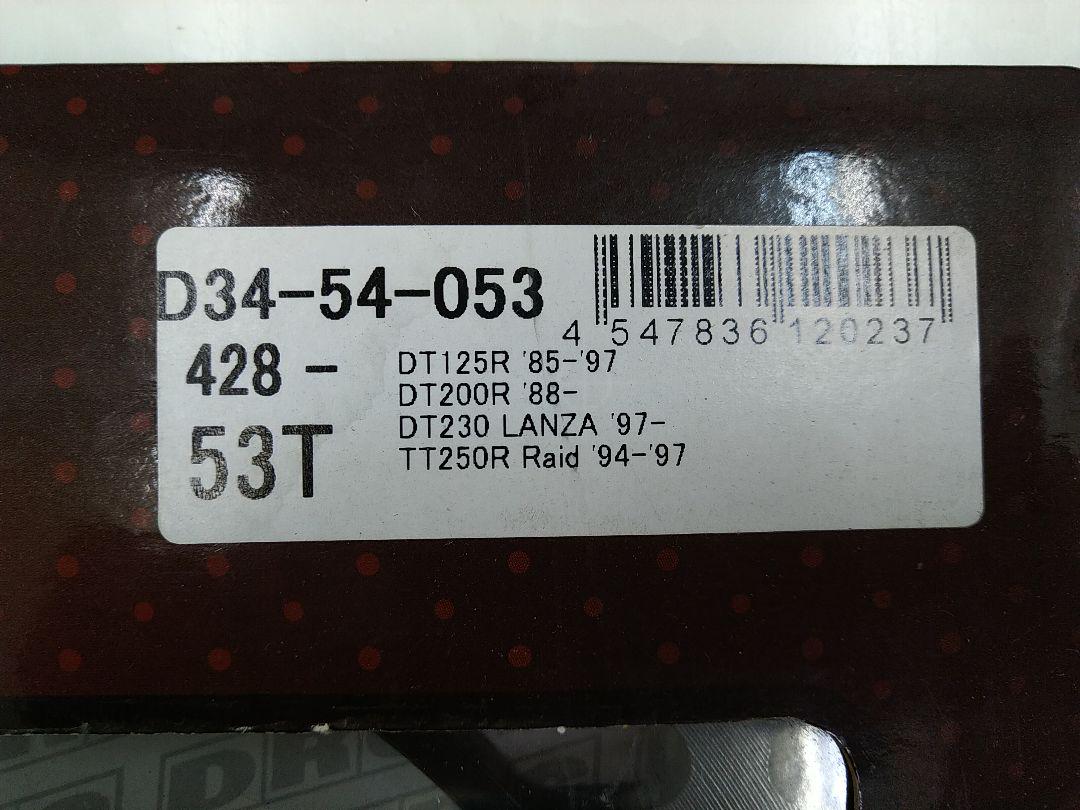 D34-54-053
4 547836 120237
428 -
53T
DT125R '85-'97
DT200R '88-
DT230 LANZA '97-
TT250R Raid '94-'97